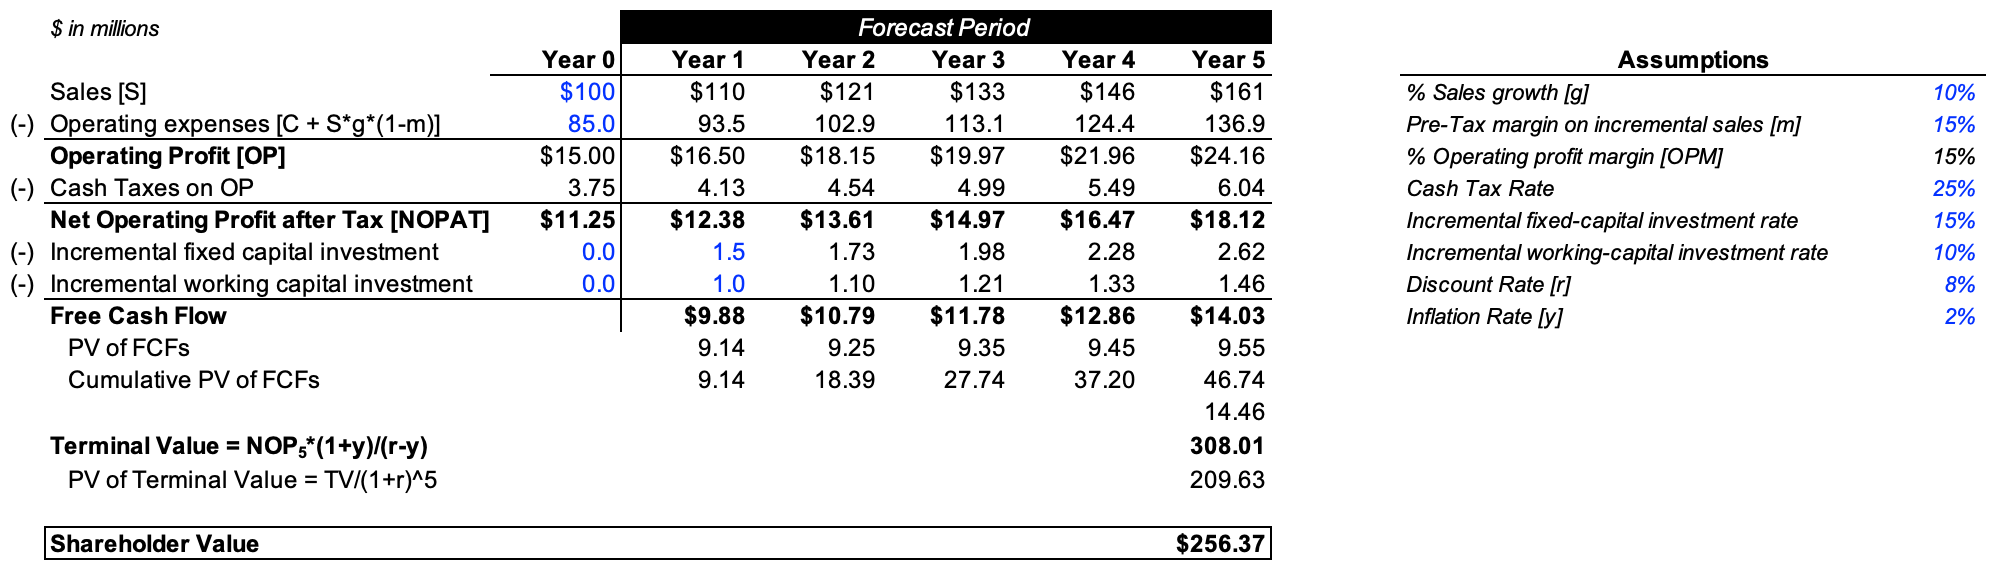 $ in millions Forecast Period
Year 0 Year 1 Year 2 Year 3 Year 4 Year 5 Assumptions
Sales [S] $100 $110 $121 $133 $146 $161 % Sales growth [g] 10%
(-) Operating expenses [C + S*g*(1-m)] 85.0 93.5 102.9 113.1 124.4 136.9 Pre-Tax margin on incremental sales [m] 15%
Operating Profit [OP] $15.00 $16.50 $18.15 $19.97 $21.96 $24.16 % Operating profit margin [OPM] 15%
(-) Cash Taxes on OP 3.75 4.13 4.54 4.99 5.49 6.04 Cash Tax Rate 25%
Net Operating Profit after Tax [NOPAT] $11.25 $12.38 $13.61 $14.97 $16.47 $18.12 Incremental fixed-capital investment rate 15%
(-) Incremental fixed capital investment 0.0 1.5 1.73 1.98 2.28 2.62 Incremental working-capital investment rate 10%
(-) Incremental working capital investment 0.0 1.0 1.10 1.21 1.33 1.46 Discount Rate [r] 8%
Free Cash Flow $9.88 $10.79 $11.78 $12.86 $14.03 Inflation Rate [y] 2%
PV of FCFs 9.14 9.25 9.35 9.45 9.55
Cumulative PV of FCFs 9.14 18.39 27.74 37.20 46.74
14.46
Terminal Value = NOP₅*(1+y)/(r-y) 308.01
PV of Terminal Value = TV/(1+r)^5 209.63
Shareholder Value $256.37